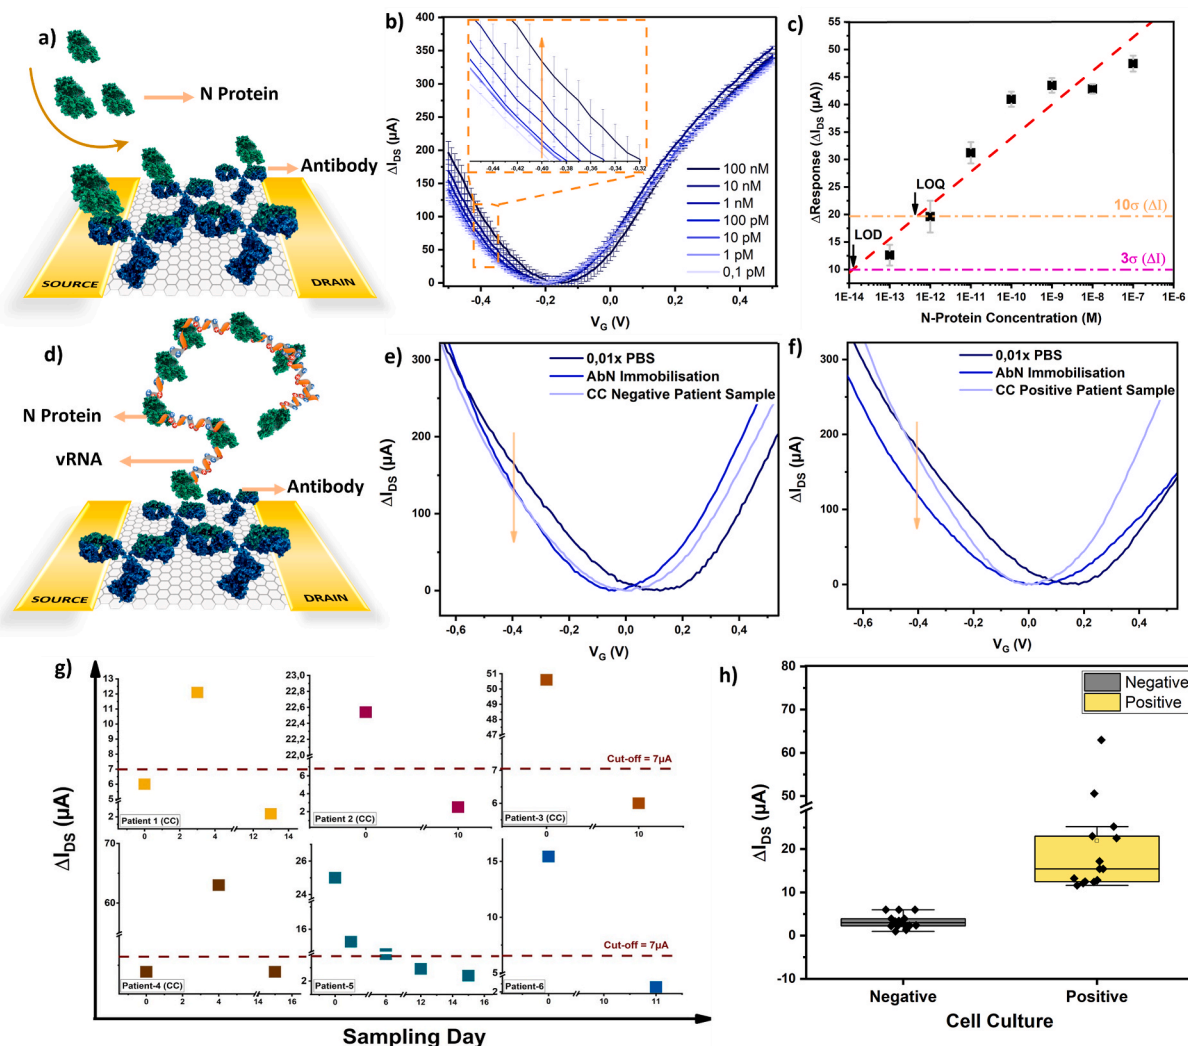 a)
N Protein
Antibody
SOURCE
DRAIN
b)
ΔI_DS (µA)
400
350
300
250
200
150
100
50
0
-0,44
-0,42
-0,40
-0,38
-0,36
-0,34
-0,32
100 nM
10 nM
1 nM
100 pM
10 pM
1 pM
0,1 pM
-0,4
-0,2
0,0
0,2
0,4
V_G (V)
c)
ΔResponse (ΔI_DS (µA))
55
50
45
40
35
30
25
20
15
10
LOQ
LOD
10σ (ΔI)
3σ (ΔI)
1E-14 1E-13 1E-12 1E-11 1E-10 1E-9 1E-8 1E-7 1E-6
N-Protein Concentration (M)
d)
N Protein
vRNA
Antibody
SOURCE
DRAIN
e)
ΔI_DS (µA)
300
200
100
0
0,01x PBS
AbN Immobilisation
CC Negative Patient Sample
-0,6 -0,4 -0,2 0,0 0,2 0,4
V_G (V)
f)
ΔI_DS (µA)
300
200
100
0
0,01x PBS
AbN Immobilisation
CC Positive Patient Sample
-0,6 -0,4 -0,2 0,0 0,2 0,4
V_G (V)
g)
ΔI_DS (µA)
13
12
11
10
9
8
7
6
5
2
Patient 1 (CC)
0 2 4 12 14
23,0
22,8
22,6
22,4
22,2
22,0
6
4
2
Patient 2 (CC)
0 10
51
50
49
48
47
7
6
Cut-off = 7µA
Patient-3 (CC)
0 10
70
60
Patient-4 (CC)
0 2 4 14 16
26
24
16
2
Patient-5
0 6 12 14 16
15
10
5
2
Cut-off = 7µA
Patient-6
0 10 11
Sampling Day
h)
ΔI_DS (µA)
80
70
60
50
20
10
0
-10
Negative
Positive
Negative
Positive
Cell Culture